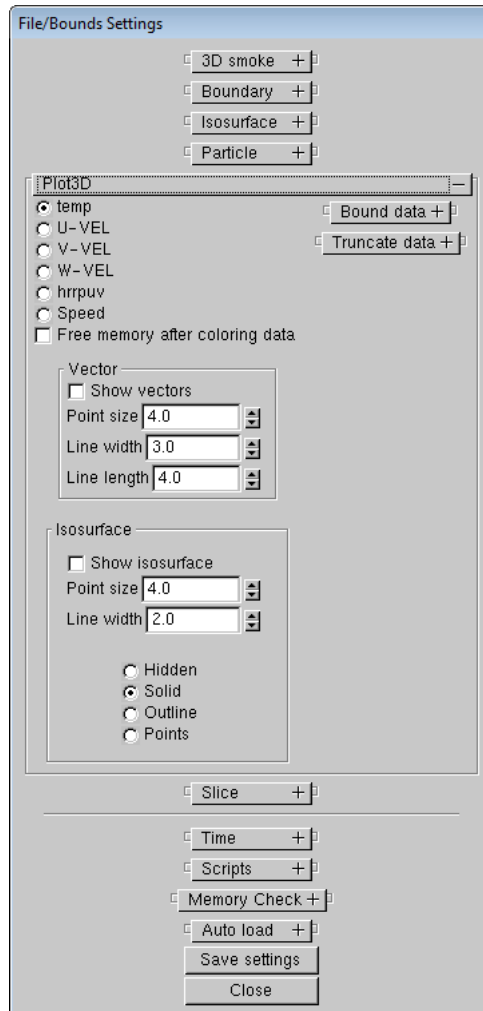 File/Bounds Settings
3D smoke +
Boundary +
Isosurface +
Particle +
Plot3D −
temp
Bound data +
U-VEL
V-VEL
Truncate data +
W-VEL
hrrpuv
Speed
Free memory after coloring data
Vector
Show vectors
Point size 4.0
Line width 3.0
Line length 4.0
Isosurface
Show isosurface
Point size 4.0
Line width 2.0
Hidden
Solid
Outline
Points
Slice +
Time +
Scripts +
Memory Check +
Auto load +
Save settings
Close